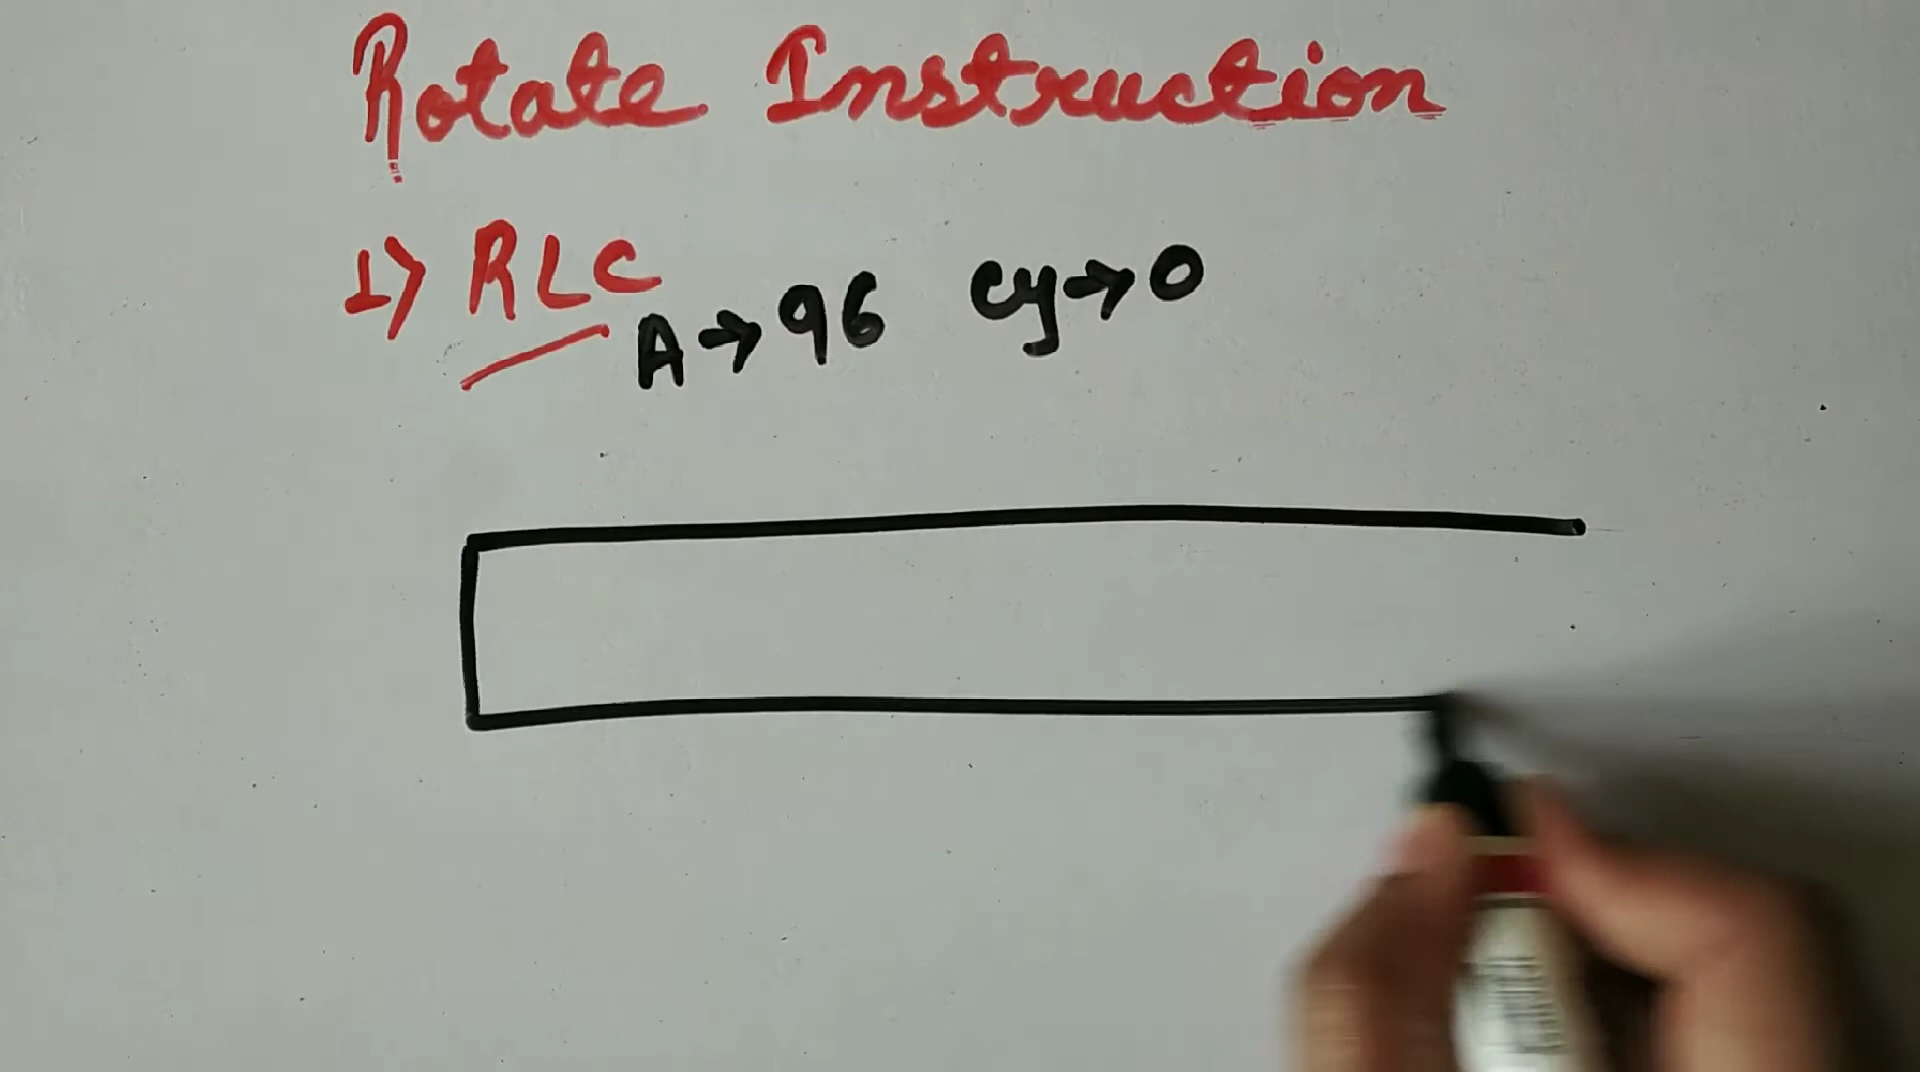 Rotate Instruction
1) RLC
A→96 Cy→0